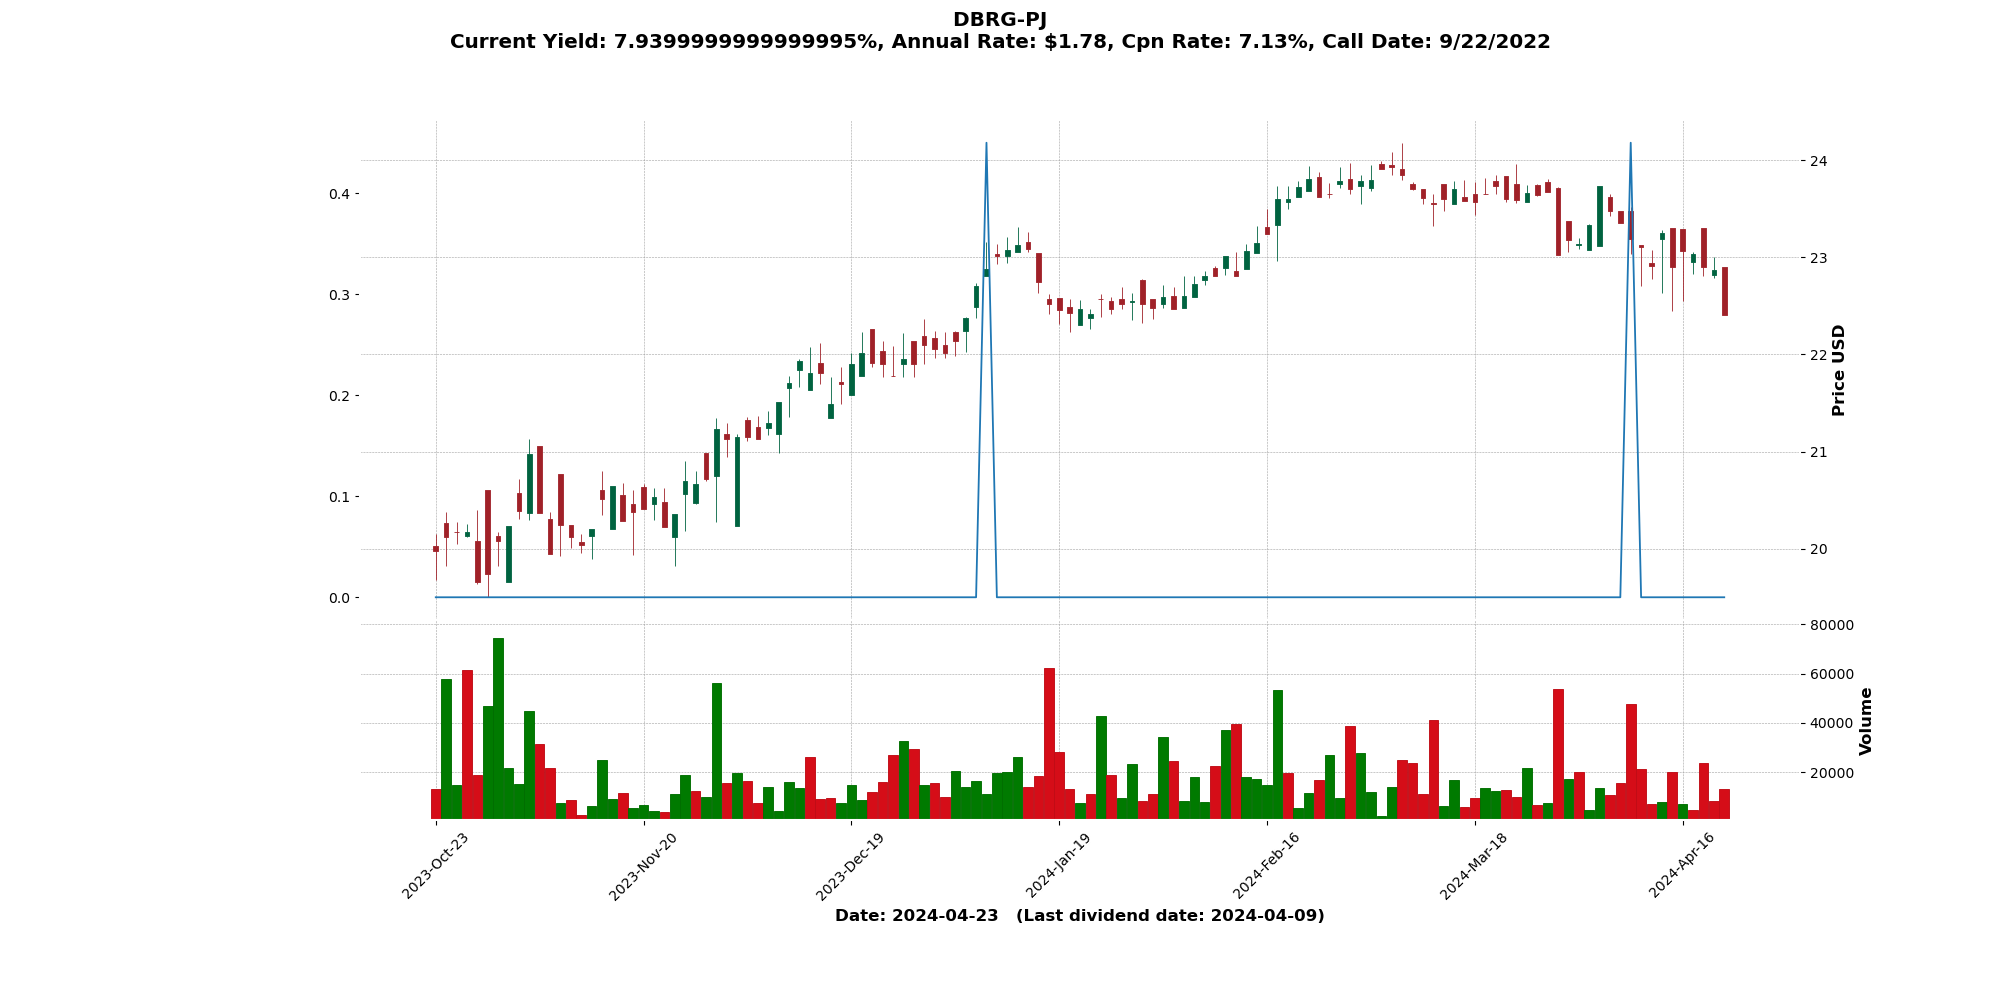 DBRG-PJ
Current Yield: 7.9399999999999995%, Annual Rate: $1.78, Cpn Rate: 7.13%, Call Date: 9/22/2022
0.4
0.3
0.2
0.1
0.0
24
23
22
21
20
Price USD
80000
60000
40000
20000
Volume
2023-Oct-23
2023-Nov-20
2023-Dec-19
2024-Jan-19
2024-Feb-16
2024-Mar-18
2024-Apr-16
Date: 2024-04-23   (Last dividend date: 2024-04-09)